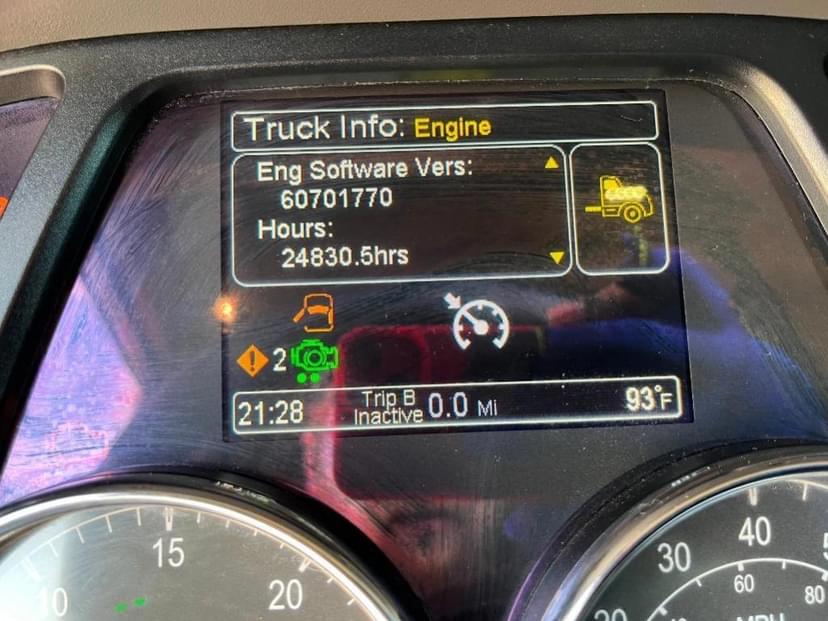 Truck Info: Engine
Eng Software Vers:
60701770
Hours:
24830.5hrs
2
21:28 Trip B Inactive 0.0 Mi 93°F
15
10 20
40
30
20
60
80
MPH